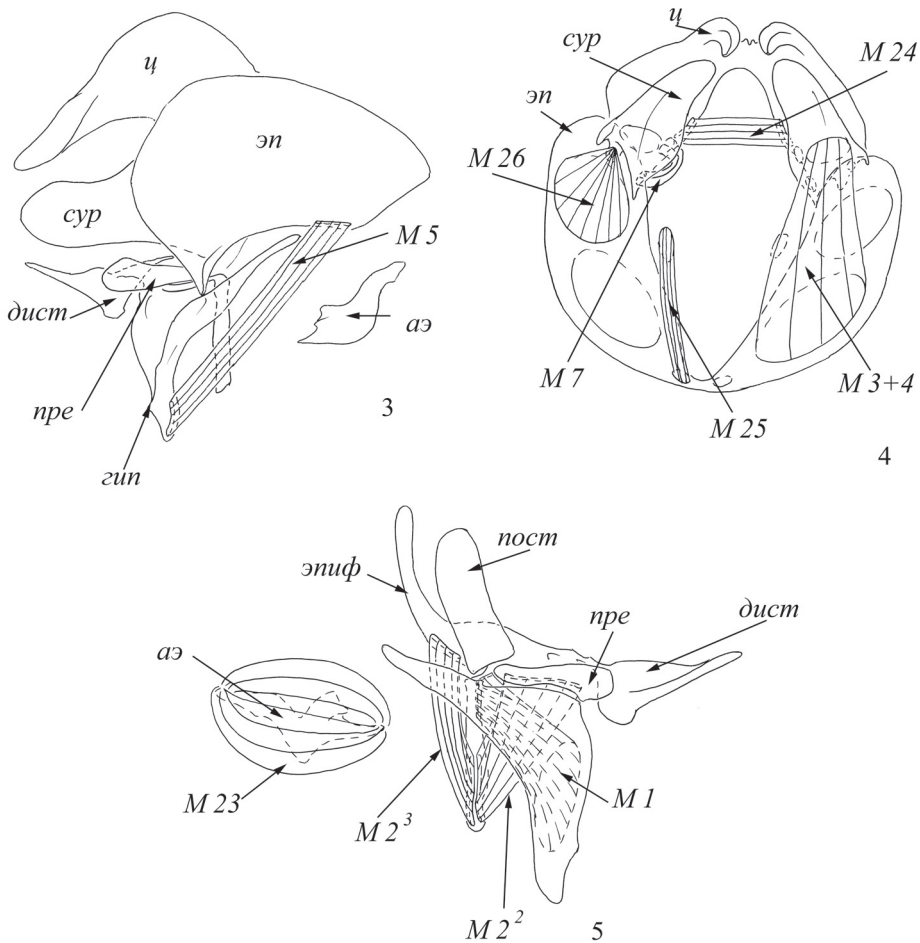 ц
эп
сур
М 5
дист
аэ
пре
3
гип
ц
сур
М 24
эп
М 26
М 7
М 3+4
М 25
4
пост
эпиф
пре
дист
аэ
М 23
М 1
М 2³
М 2²
5